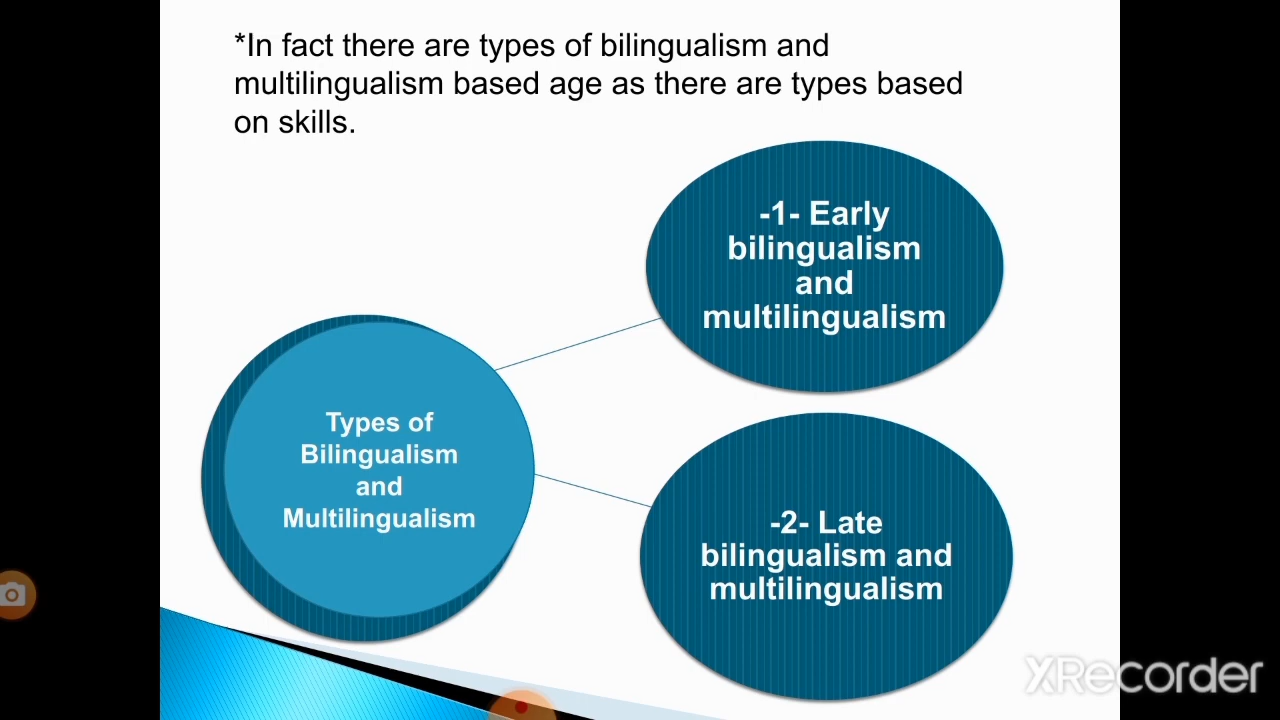 *In fact there are types of bilingualism and
multilingualism based age as there are types based
on skills.
-1- Early
bilingualism
and
multilingualism
Types of
Bilingualism
and
Multilingualism
-2- Late
bilingualism and
multilingualism
XRecorder